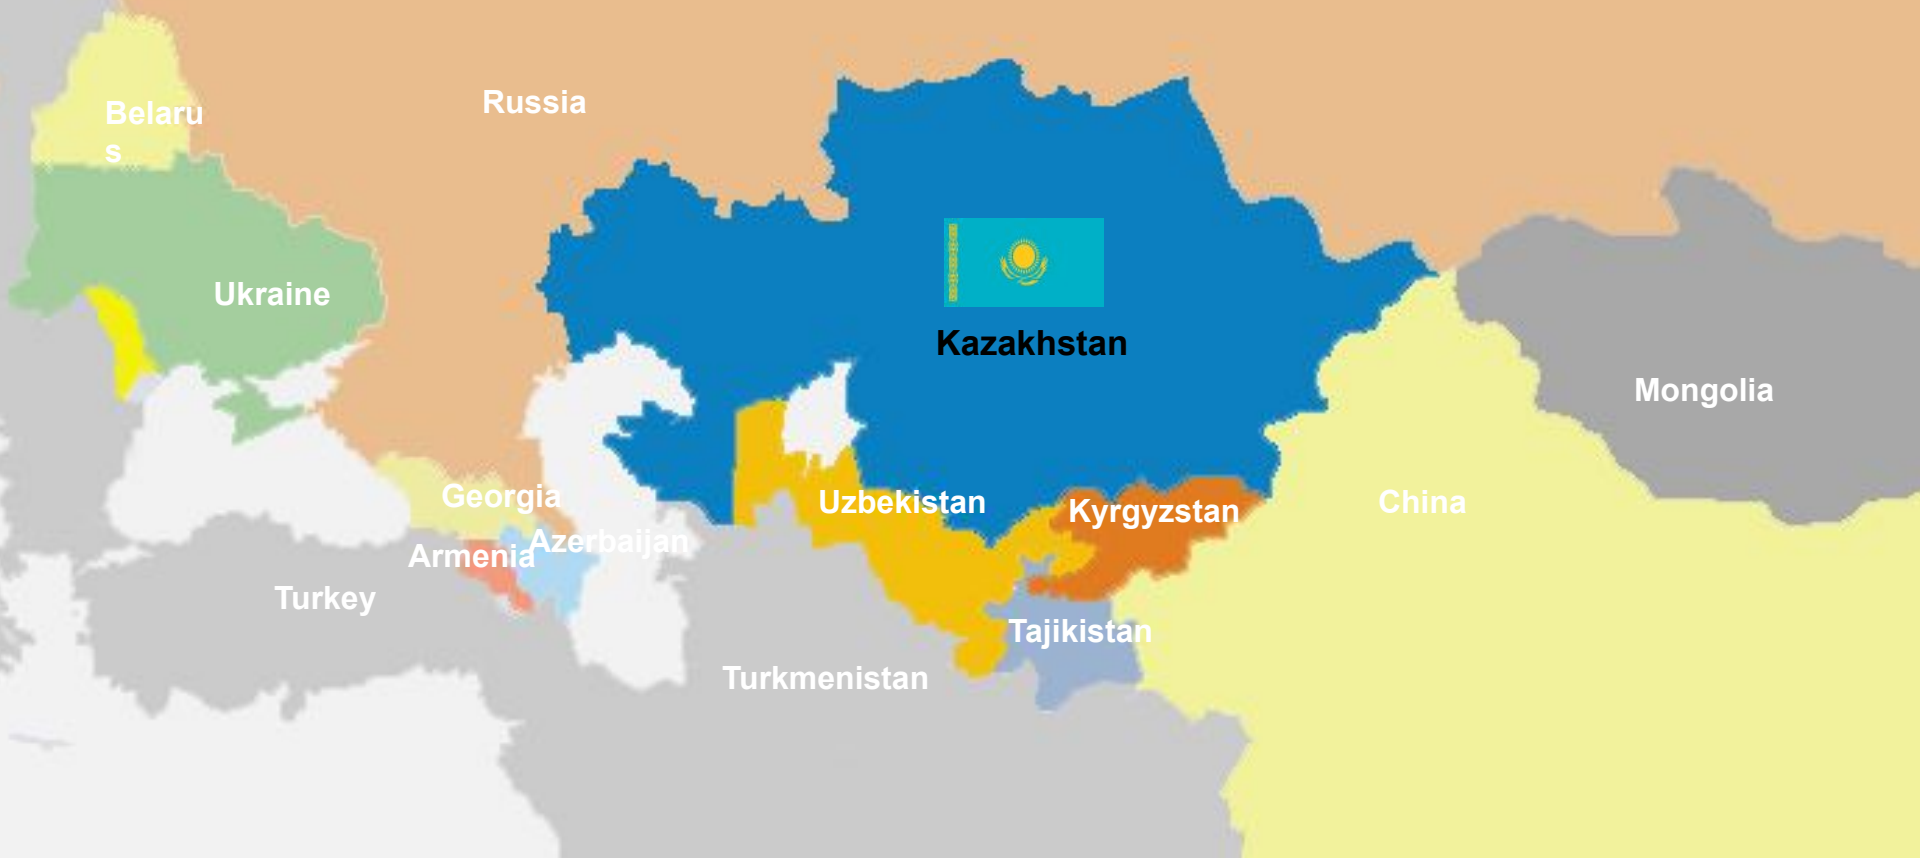 Russia
Belaru
s
Ukraine
Kazakhstan
Mongolia
Georgia
Uzbekistan
Kyrgyzstan
China
Azerbaijan
Armenia
Turkey
Tajikistan
Turkmenistan